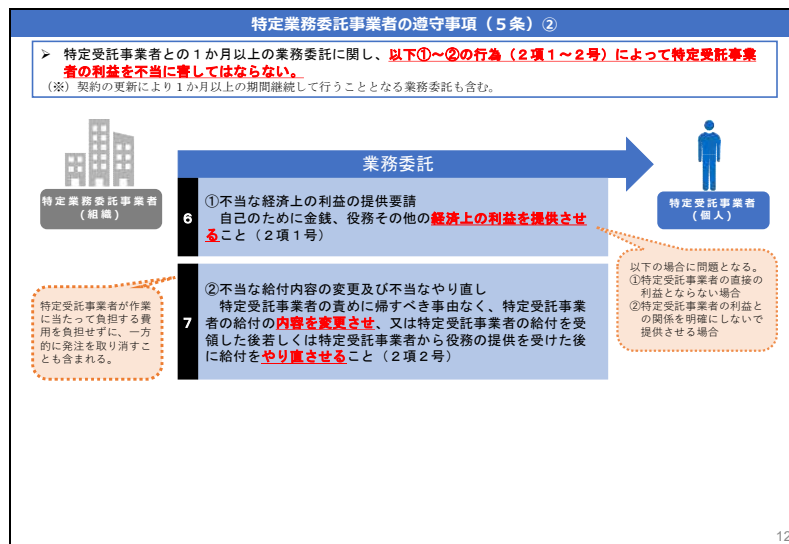 特定業務委託事業者の遵守事項（５条）②
➢ 特定受託事業者との１か月以上の業務委託に関し、以下①～②の行為（２項１～２号）によって特定受託事業
者の利益を不当に害してはならない。
（※）契約の更新により１か月以上の期間継続して行うこととなる業務委託も含む。
業務委託
特定業務委託事業者
（組織）
特定受託事業者
（個人）
６
①不当な経済上の利益の提供要請
自己のために金銭、役務その他の経済上の利益を提供させ
ること（２項１号）
以下の場合に問題となる。
①特定受託事業者の直接の
利益とならない場合
②特定受託事業者の利益と
の関係を明確にしないで
提供させる場合
特定受託事業者が作業
に当たって負担する費
用を負担せずに、一方
的に発注を取り消すこ
とも含まれる。
７
②不当な給付内容の変更及び不当なやり直し
特定受託事業者の責めに帰すべき事由なく、特定受託事業
者の給付の内容を変更させ、又は特定受託事業者の給付を受
領した後若しくは特定受託事業者から役務の提供を受けた後
に給付をやり直させること（２項２号）
12